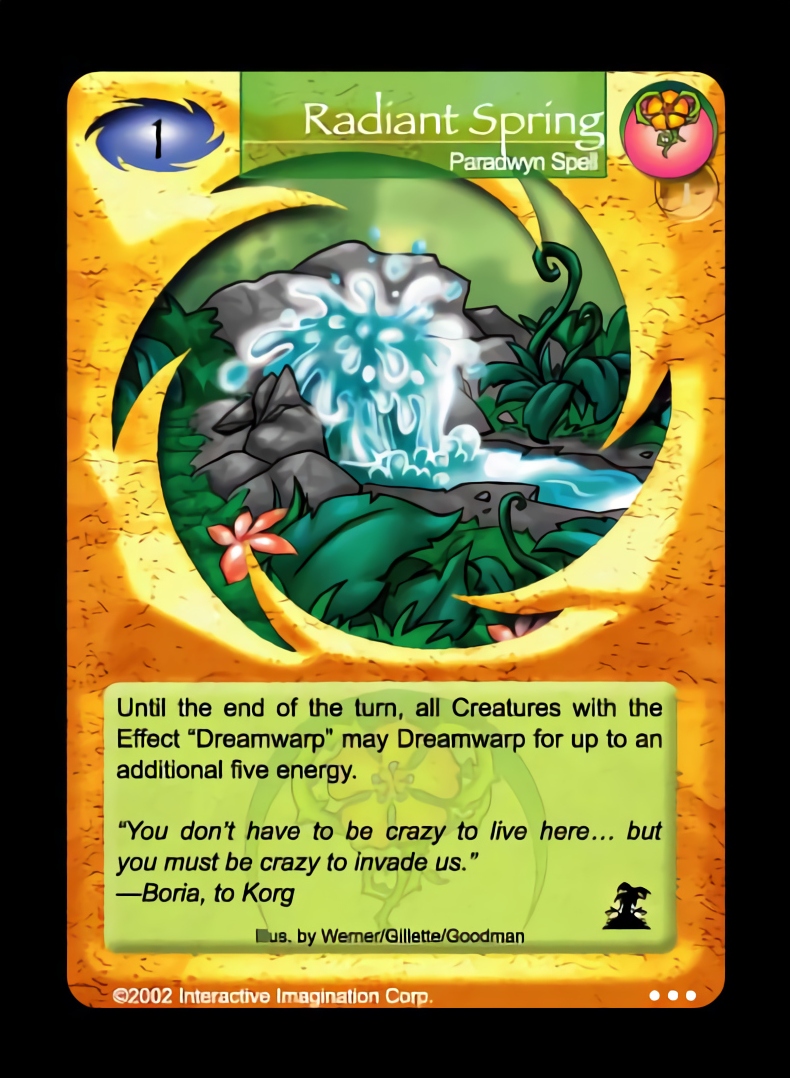 1
Radiant Spring
Paradwyn Spell
1
Until the end of the turn, all Creatures with the
Effect “Dreamwarp” may Dreamwarp for up to an
additional five energy.
“You don’t have to be crazy to live here… but
you must be crazy to invade us.”
—Boria, to Korg
Illus. by Werner/Gillette/Goodman
©2002 Interactive Imagination Corp.